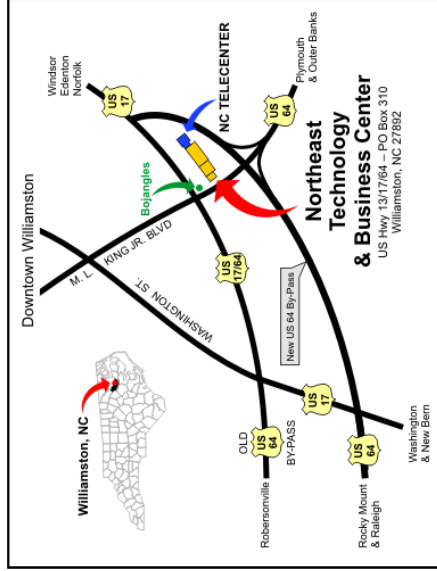 Downtown Williamston
Windsor
Edenton
Norfolk
US
17
Williamston, NC
M. L. KING JR. BLVD
WASHINGTON ST.
Bojangles
NC TELECENTER
US
17/64
Plymouth
& Outer Banks
US
64
New US 64 By-Pass
OLD
US
64
BY-PASS
Robersonville
US
17
US
64
Rocky Mount
& Raleigh
Washington
& New Bern
Northeast
Technology
& Business Center
US Hwy 13/17/64 – PO Box 310
Williamston, NC 27892